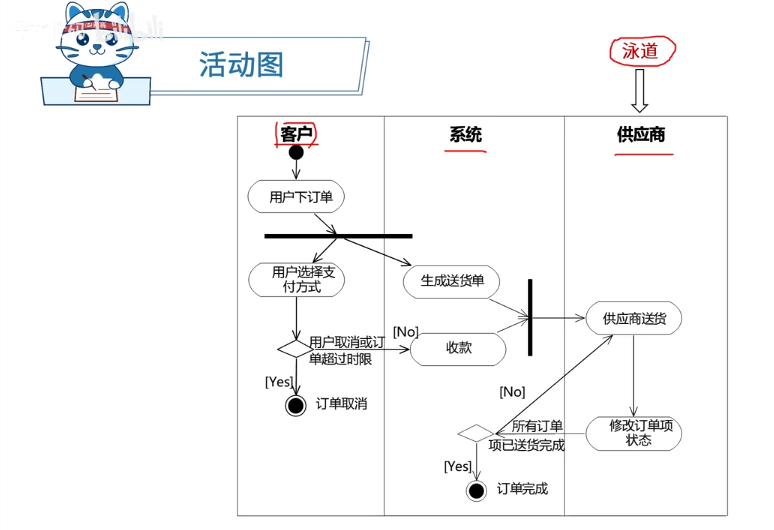 活动图
泳道
客户
系统
供应商
用户下订单
用户选择支
付方式
生成送货单
供应商送货
[No]
用户取消或订
单超过时限
收款
[Yes]
订单取消
[No]
所有订单
项已送货完成
修改订单项
状态
[Yes]
订单完成